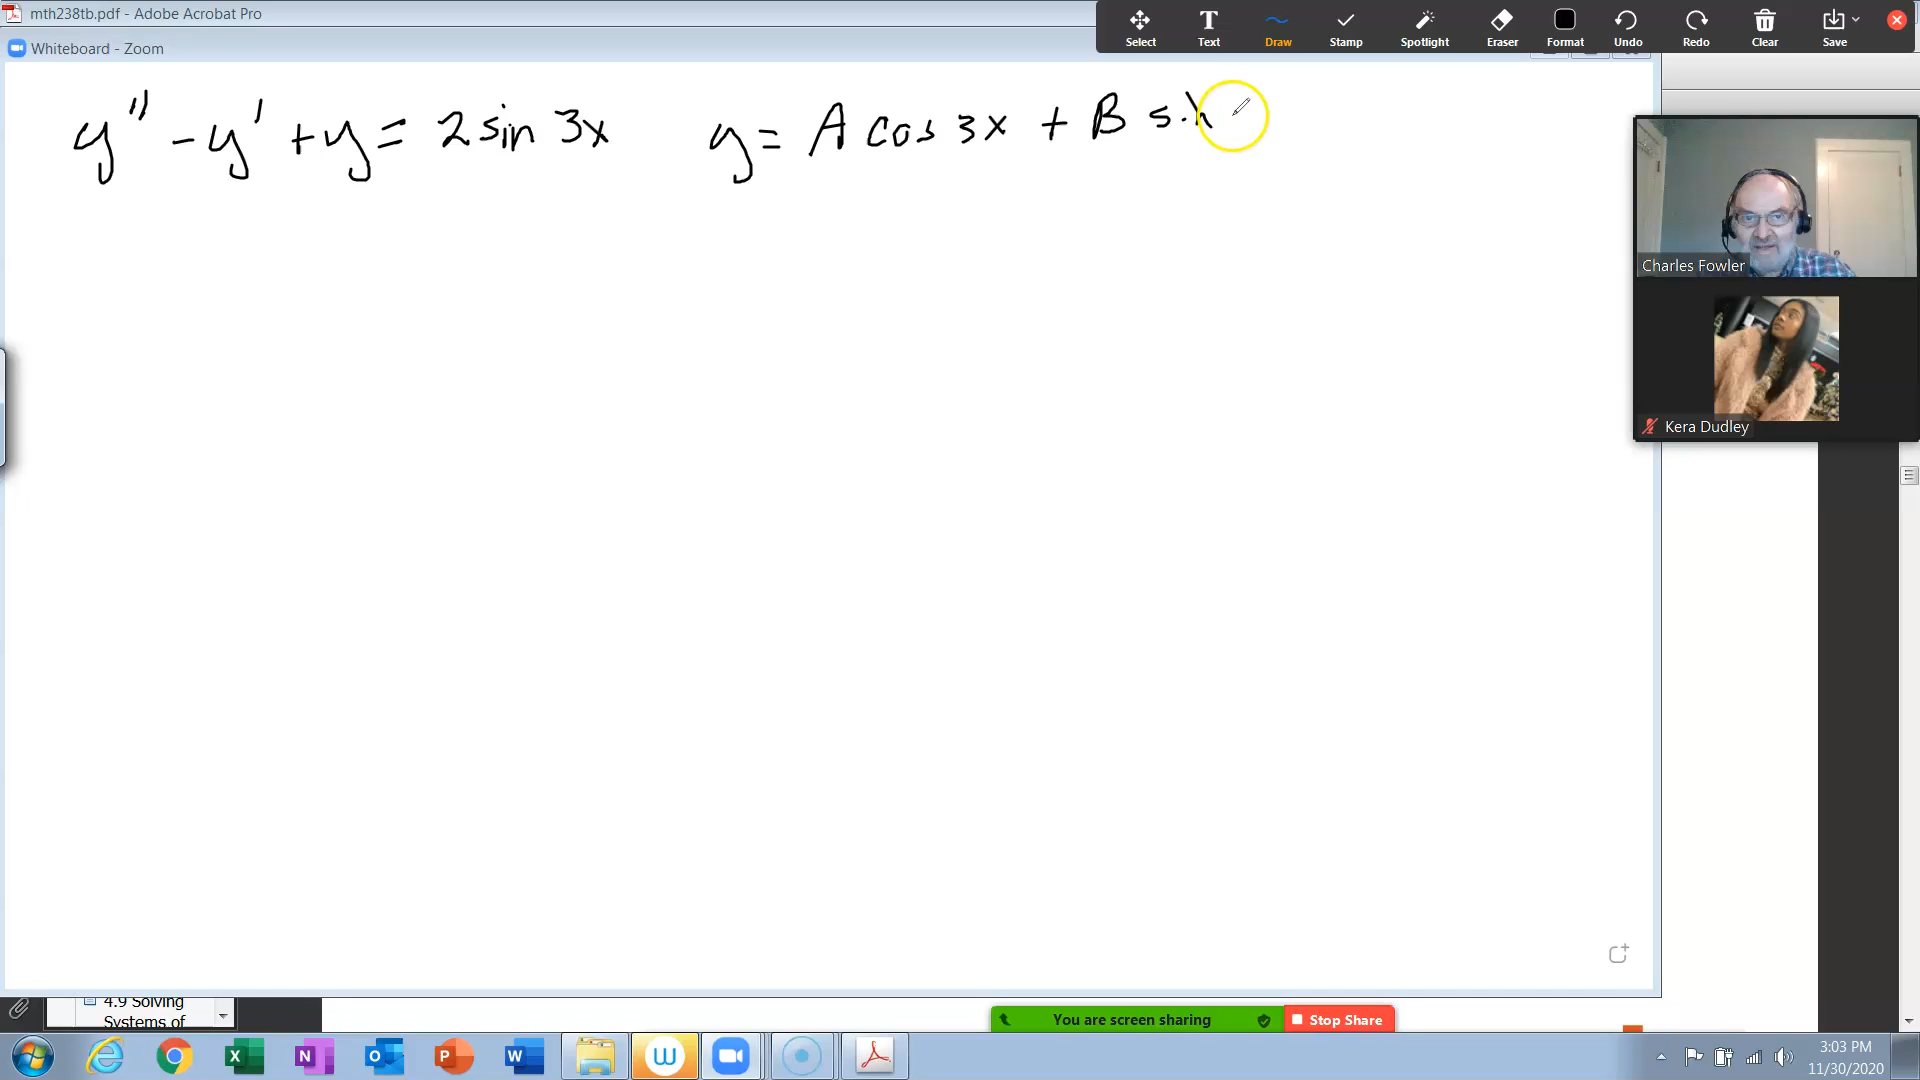 mth238tb.pdf - Adobe Acrobat Pro
Select Text Draw Stamp Spotlight Eraser Format Undo Redo Clear Save
Whiteboard - Zoom
y'' - y' + y = 2 sin 3x y = A cos 3x + B sin
Charles Fowler
Kera Dudley
4.9 Solving
Systems of
You are screen sharing Stop Share
3:03 PM
11/30/2020